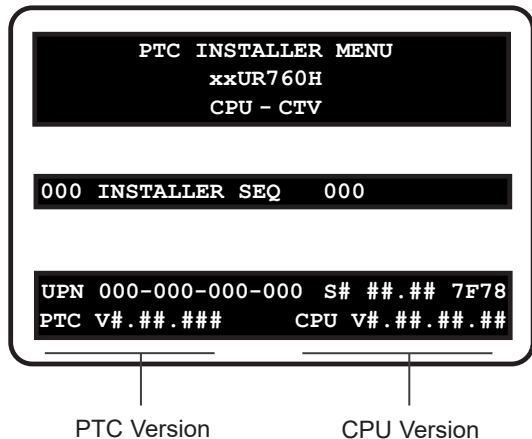 PTC INSTALLER MENU
xxUR760H
CPU – CTV
000 INSTALLER SEQ 000
UPN 000-000-000-000 S# ##.## 7F78
PTC V#.##.### CPU V#.##.##.##
PTC Version CPU Version